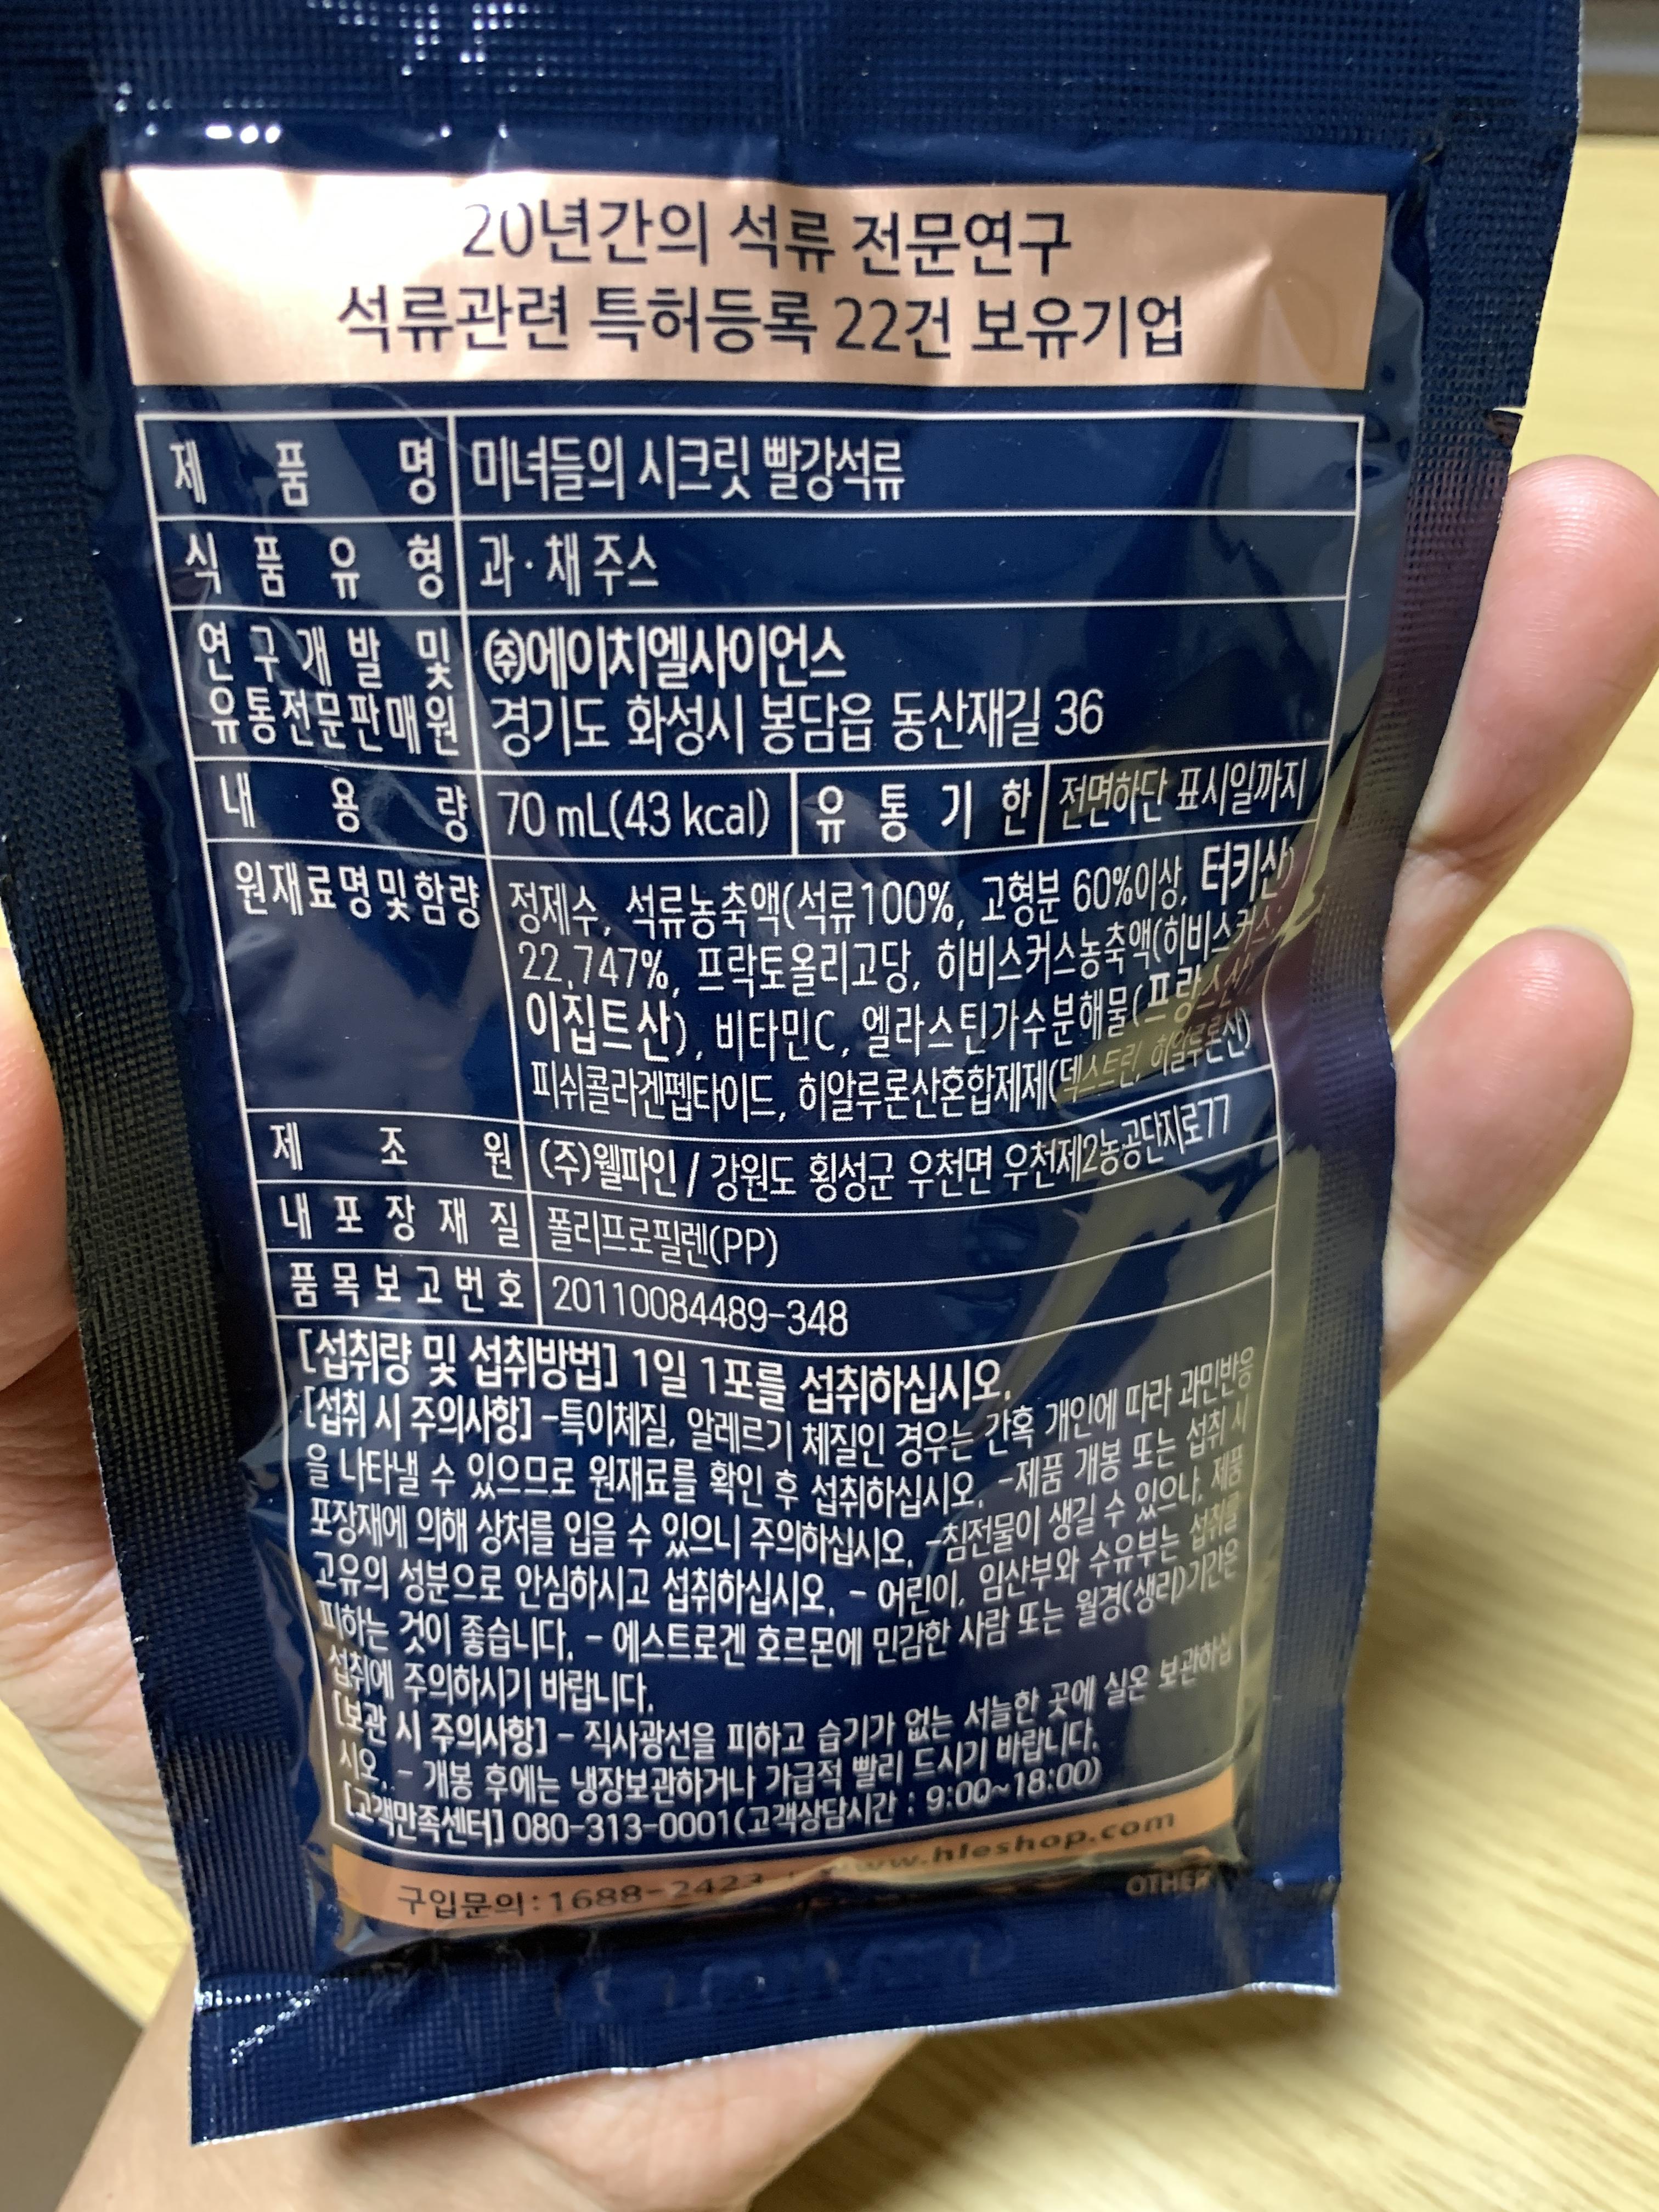 20년간의 석류 전문연구
석류관련 특허등록 22건 보유기업
제품명 미녀들의 시크릿 빨강석류
식품유형 과·채 주스
연구개발 및 ㈜에이치엘사이언스
유통전문판매원 경기도 화성시 봉담읍 동산재길 36
내용량 70 mL(43 kcal) 유통기한 전면하단 표시일까지
원재료명및함량 정제수, 석류농축액(석류100%, 고형분 60%이상, 터키산)
22.747%, 프락토올리고당, 히비스커스농축액(히비스커스:
이집트산), 비타민C, 엘라스틴가수분해물(프랑스산),
피쉬콜라겐펩타이드, 히알루론산혼합제제(덱스트린, 히알루론산)
제조원 (주)웰파인 / 강원도 횡성군 우천면 우천제2농공단지로77
내포장재질 폴리프로필렌(PP)
품목보고번호 20110084489-348
[섭취량 및 섭취방법] 1일 1포를 섭취하십시오.
[섭취 시 주의사항] -특이체질, 알레르기 체질인 경우는 간혹 개인에 따라 과민반응
을 나타낼 수 있으므로 원재료를 확인 후 섭취하십시오. -제품 개봉 또는 섭취 시
포장재에 의해 상처를 입을 수 있으니 주의하십시오. -침전물이 생길 수 있으나, 제품
고유의 성분으로 안심하시고 섭취하십시오. - 어린이, 임산부와 수유부는 섭취를
피하는 것이 좋습니다. - 에스트로겐 호르몬에 민감한 사람 또는 월경(생리)기간은
섭취에 주의하시기 바랍니다.
[보관 시 주의사항] - 직사광선을 피하고 습기가 없는 서늘한 곳에 실온 보관하십
시오. - 개봉 후에는 냉장보관하거나 가급적 빨리 드시기 바랍니다.
[고객만족센터] 080-313-0001(고객상담시간 : 9:00~18:00)
구입문의:1688-2423 www.hleshop.com
OTHER